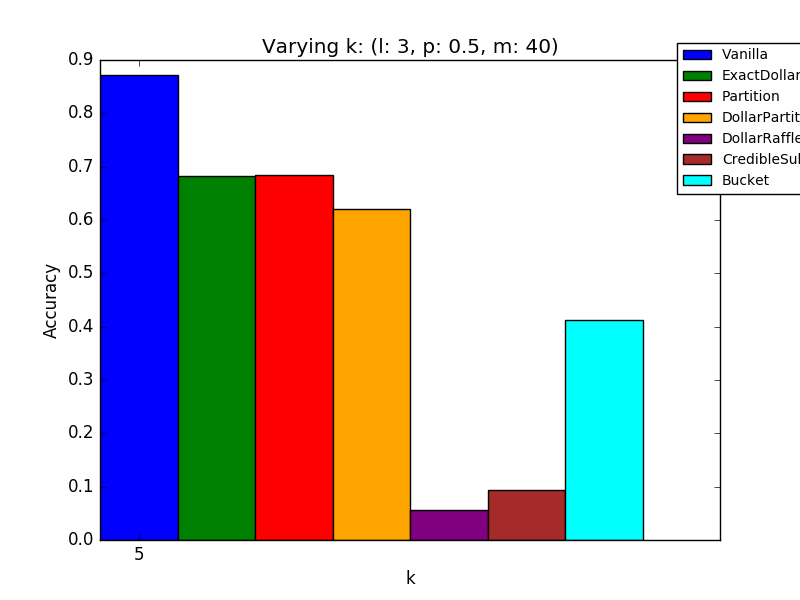 Varying k: (l: 3, p: 0.5, m: 40)
Vanilla
ExactDollar
Partition
DollarPartit
DollarRaffle
CredibleSul
Bucket
0.9
0.8
0.7
0.6
0.5
0.4
0.3
0.2
0.1
0.0
Accuracy
5
k